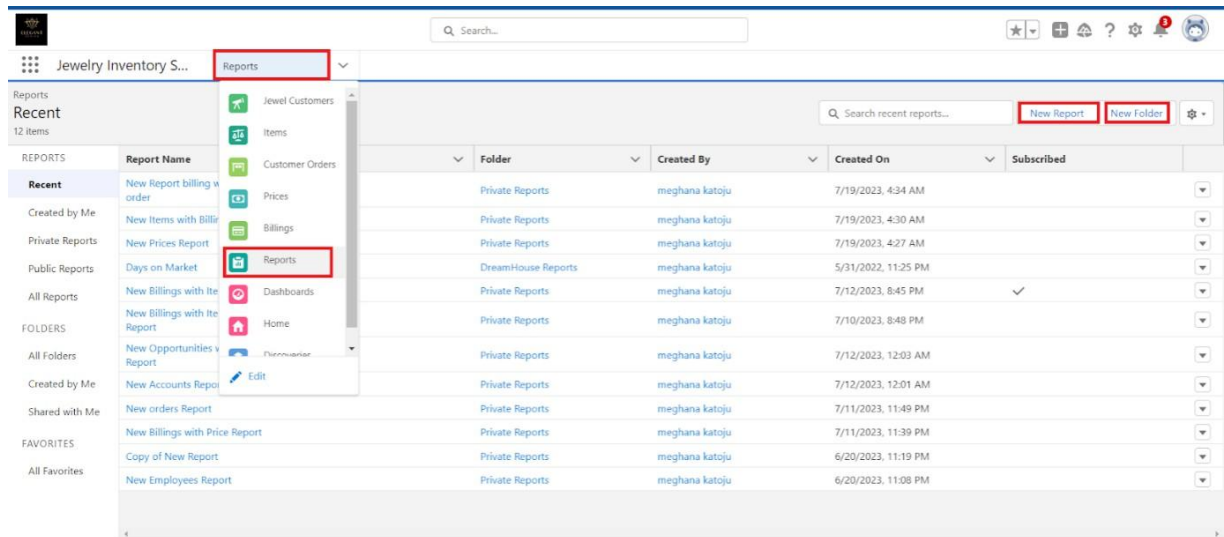 Search...
3
Jewelry Inventory S...
Reports
Reports
Recent
12 items
Search recent reports...
New Report
New Folder
Jewel Customers
Items
Customer Orders
Prices
Billings
Reports
Dashboards
Home
Discoveries
Edit
REPORTS
Recent
Created by Me
Private Reports
Public Reports
All Reports
FOLDERS
All Folders
Created by Me
Shared with Me
FAVORITES
All Favorites
Report Name Folder Created By Created On Subscribed
New Report billing w
order Private Reports meghana katoju 7/19/2023, 4:34 AM
New Items with Billin Private Reports meghana katoju 7/19/2023, 4:30 AM
New Prices Report Private Reports meghana katoju 7/19/2023, 4:27 AM
Days on Market DreamHouse Reports meghana katoju 5/31/2022, 11:25 PM
New Billings with Ite Private Reports meghana katoju 7/12/2023, 8:45 PM
New Billings with Ite
Report Private Reports meghana katoju 7/10/2023, 8:48 PM
New Opportunities w
Report Private Reports meghana katoju 7/12/2023, 12:03 AM
New Accounts Repo Private Reports meghana katoju 7/12/2023, 12:01 AM
New orders Report Private Reports meghana katoju 7/11/2023, 11:49 PM
New Billings with Price Report Private Reports meghana katoju 7/11/2023, 11:39 PM
Copy of New Report Private Reports meghana katoju 6/20/2023, 11:19 PM
New Employees Report Private Reports meghana katoju 6/20/2023, 11:08 PM